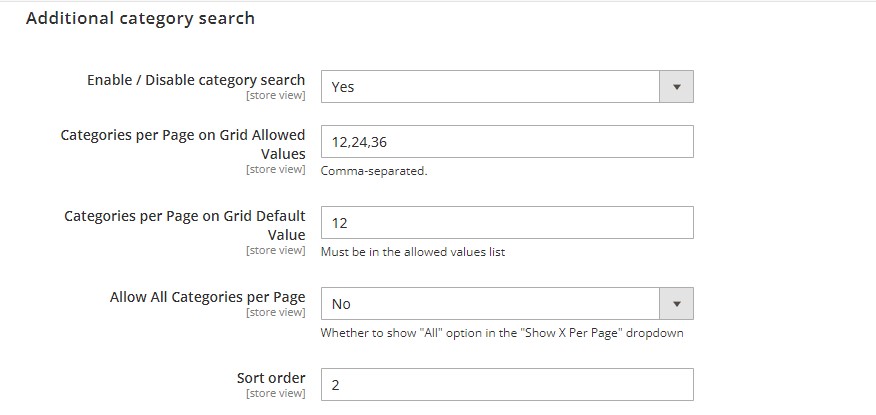 Additional category search
Enable / Disable category search
[store view]
Yes
Categories per Page on Grid Allowed
Values
[store view]
12,24,36
Comma-separated.
Categories per Page on Grid Default
Value
[store view]
12
Must be in the allowed values list
Allow All Categories per Page
[store view]
No
Whether to show "All" option in the "Show X Per Page" dropdown
Sort order
[store view]
2